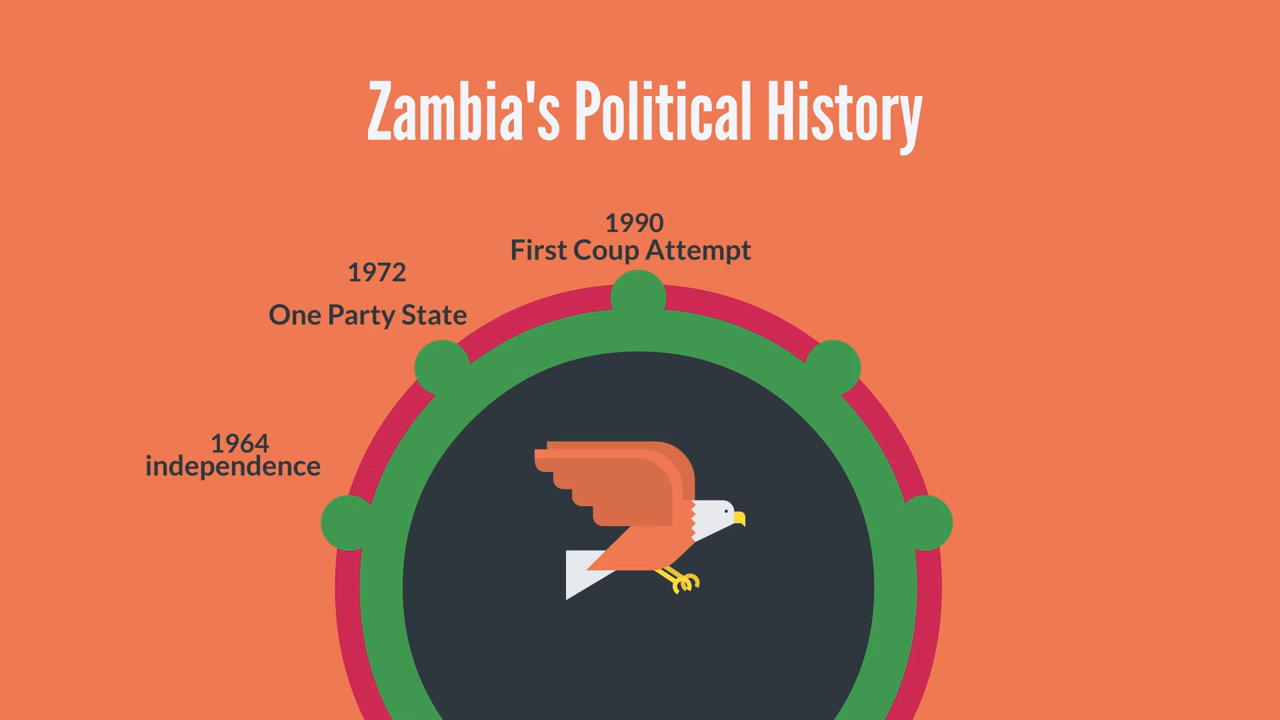 Zambia's Political History
1990
First Coup Attempt
1972
One Party State
1964
independence